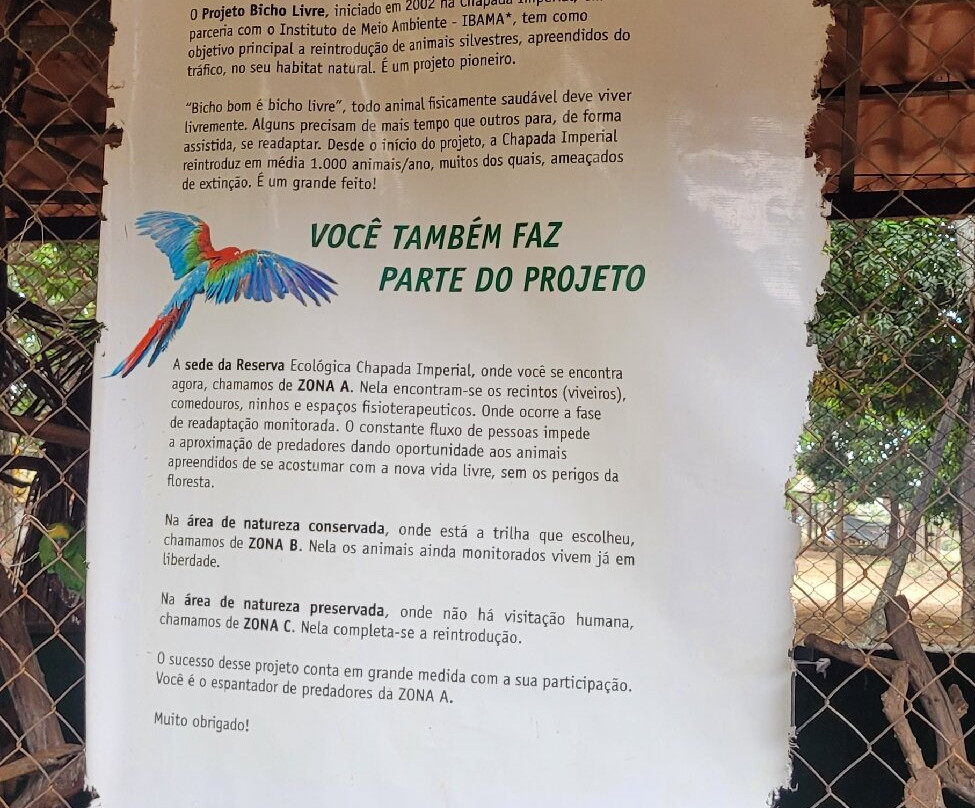 O Projeto Bicho Livre, iniciado em 2002 na Chapada
parceria com o Instituto de Meio Ambiente - IBAMA*, tem como
objetivo principal a reintrodução de animais silvestres, apreendidos do
tráfico, no seu habitat natural. É um projeto pioneiro.
“Bicho bom é bicho livre”, todo animal fisicamente saudável deve viver
livremente. Alguns precisam de mais tempo que outros para, de forma
assistida, se readaptar. Desde o início do projeto, a Chapada Imperial
reintroduz em média 1.000 animais/ano, muitos dos quais, ameaçados
de extinção. É um grande feito!
VOCÊ TAMBÉM FAZ
PARTE DO PROJETO
A sede da Reserva Ecológica Chapada Imperial, onde você se encontra
agora, chamamos de ZONA A. Nela encontram-se os recintos (viveiros),
comedouros, ninhos e espaços fisioterapeuticos. Onde ocorre a fase
de readaptação monitorada. O constante fluxo de pessoas impede
a aproximação de predadores dando oportunidade aos animais
apreendidos de se acostumar com a nova vida livre, sem os perigos da
floresta.
Na área de natureza conservada, onde está a trilha que escolheu,
chamamos de ZONA B. Nela os animais ainda monitorados vivem já em
liberdade.
Na área de natureza preservada, onde não há visitação humana,
chamamos de ZONA C. Nela completa-se a reintrodução.
O sucesso desse projeto conta em grande medida com a sua participação.
Você é o espantador de predadores da ZONA A.
Muito obrigado!